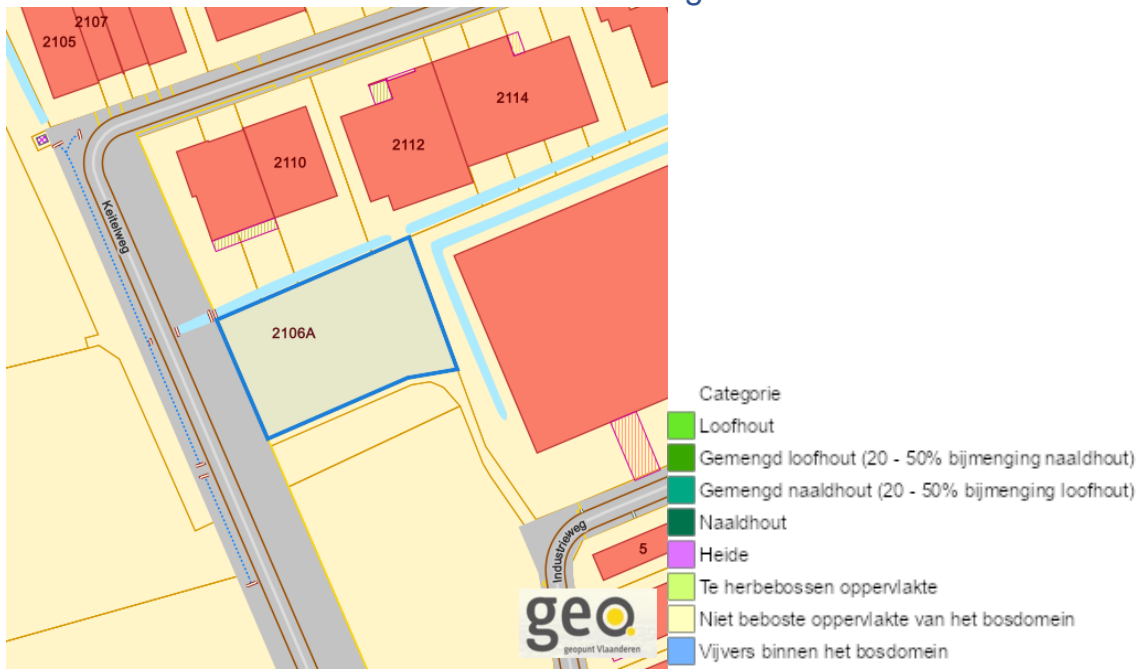 2107
2105
2114
2112
2110
Keitelweg
2106A
Industrieweg
5
geo
geopunt Vlaanderen
Categorie
Loofhout
Gemengd loofhout (20 - 50% bijmenging naaldhout)
Gemengd naaldhout (20 - 50% bijmenging loofhout)
Naaldhout
Heide
Te herbebossen oppervlakte
Niet beboste oppervlakte van het bosdomein
Vijvers binnen het bosdomein